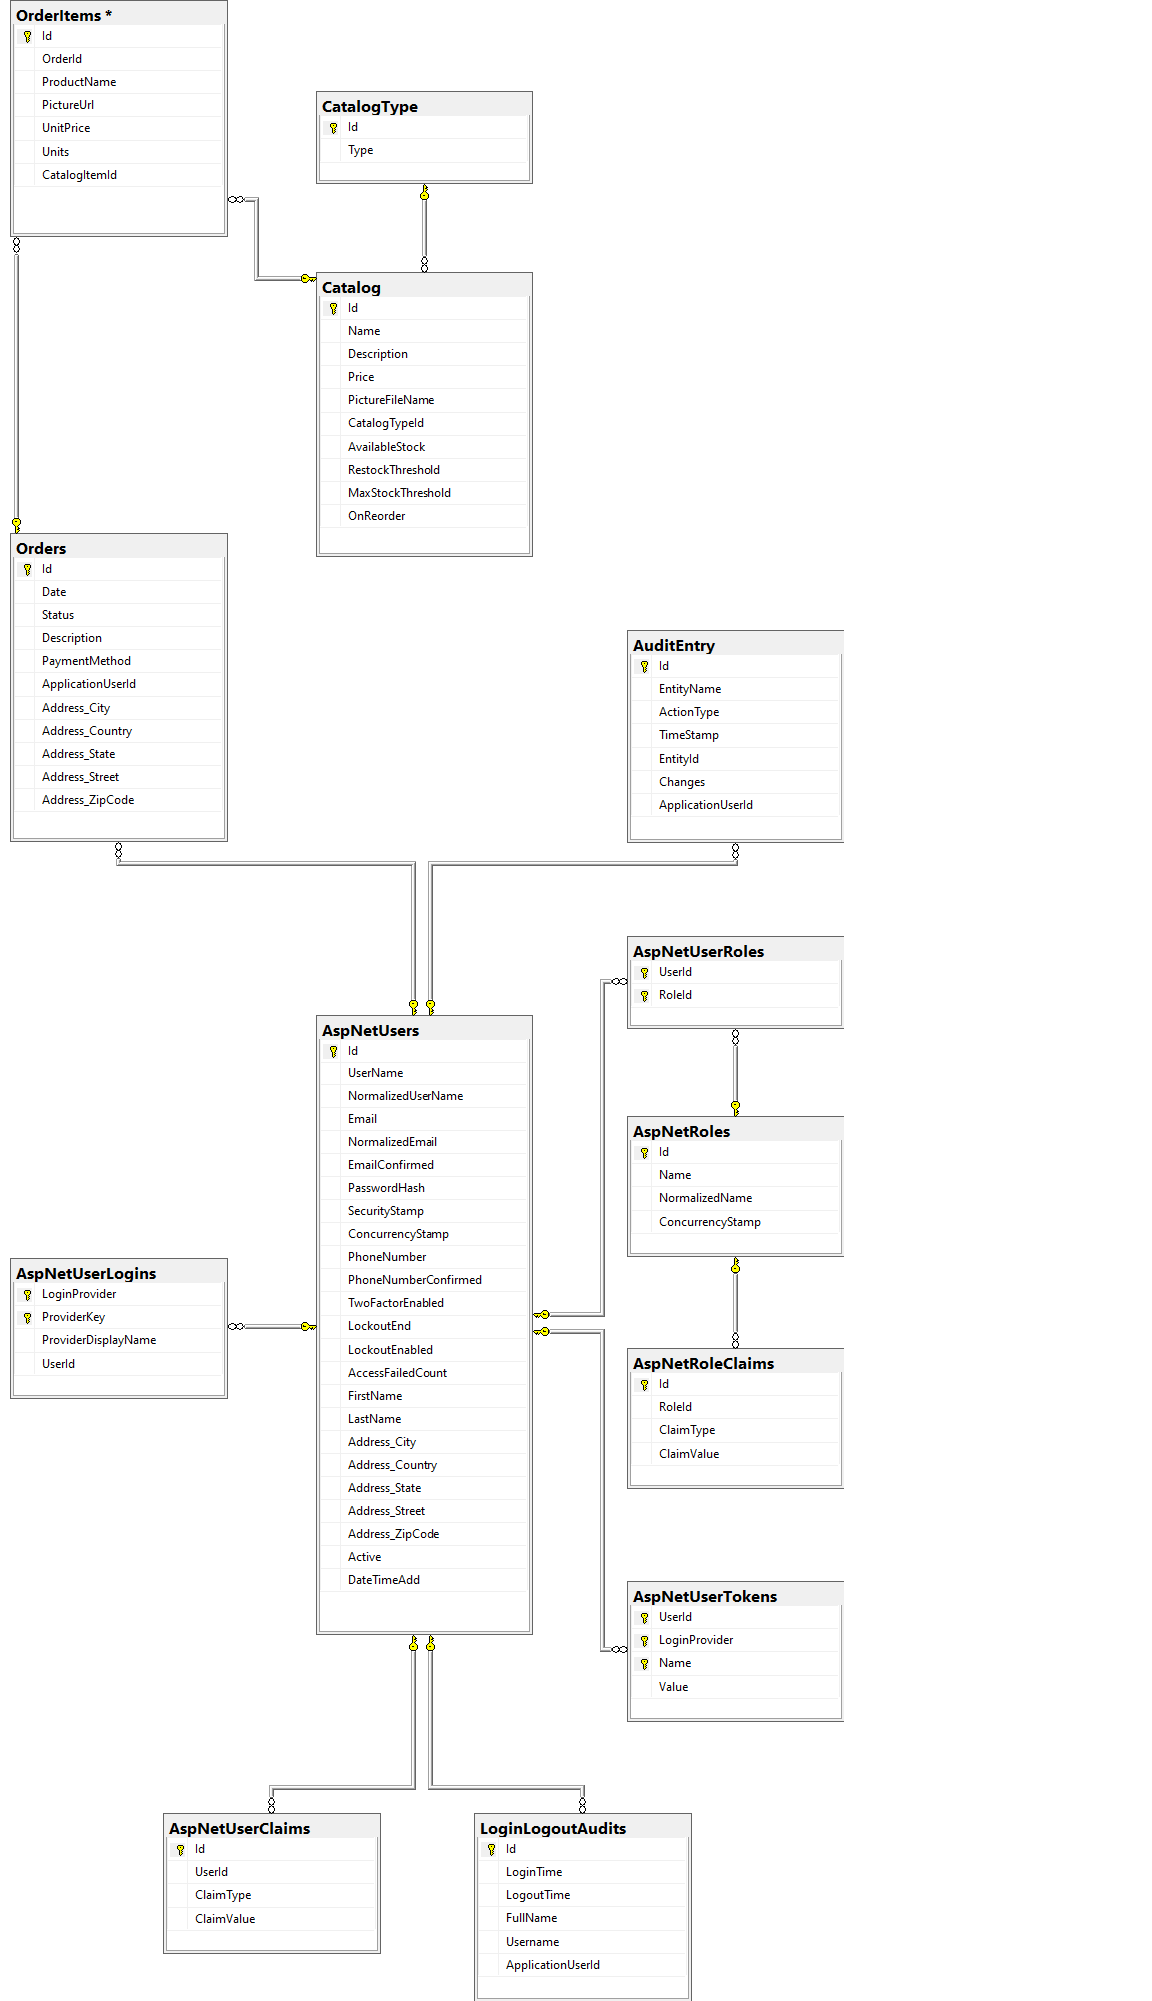 OrderItems *
Id
OrderId
ProductName
PictureUrl
UnitPrice
Units
CatalogItemId
CatalogType
Id
Type
Catalog
Id
Name
Description
Price
PictureFileName
CatalogTypeId
AvailableStock
RestockThreshold
MaxStockThreshold
OnReorder
Orders
Id
Date
Status
Description
PaymentMethod
ApplicationUserId
Address_City
Address_Country
Address_State
Address_Street
Address_ZipCode
AuditEntry
Id
EntityName
ActionType
TimeStamp
EntityId
Changes
ApplicationUserId
AspNetUserRoles
UserId
RoleId
AspNetUsers
Id
UserName
NormalizedUserName
Email
NormalizedEmail
EmailConfirmed
PasswordHash
SecurityStamp
ConcurrencyStamp
PhoneNumber
PhoneNumberConfirmed
TwoFactorEnabled
LockoutEnd
LockoutEnabled
AccessFailedCount
FirstName
LastName
Address_City
Address_Country
Address_State
Address_Street
Address_ZipCode
Active
DateTimeAdd
AspNetRoles
Id
Name
NormalizedName
ConcurrencyStamp
AspNetUserLogins
LoginProvider
ProviderKey
ProviderDisplayName
UserId
AspNetRoleClaims
Id
RoleId
ClaimType
ClaimValue
AspNetUserTokens
UserId
LoginProvider
Name
Value
AspNetUserClaims
Id
UserId
ClaimType
ClaimValue
LoginLogoutAudits
Id
LoginTime
LogoutTime
FullName
Username
ApplicationUserId